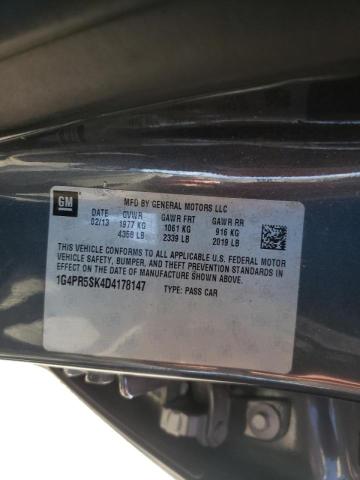 GM
MFD BY GENERAL MOTORS LLC
DATE GVWR GAWR FRT GAWR RR
02/13 1977 KG 1061 KG 916 KG
4358 LB 2339 LB 2019 LB
THIS VEHICLE CONFORMS TO ALL APPLICABLE U.S. FEDERAL MOTOR
VEHICLE SAFETY, BUMPER, AND THEFT PREVENTION STANDARDS IN
EFFECT ON THE DATE OF MANUFACTURE SHOWN ABOVE.
1G4PR5SK4D4178147 TYPE: PASS CAR